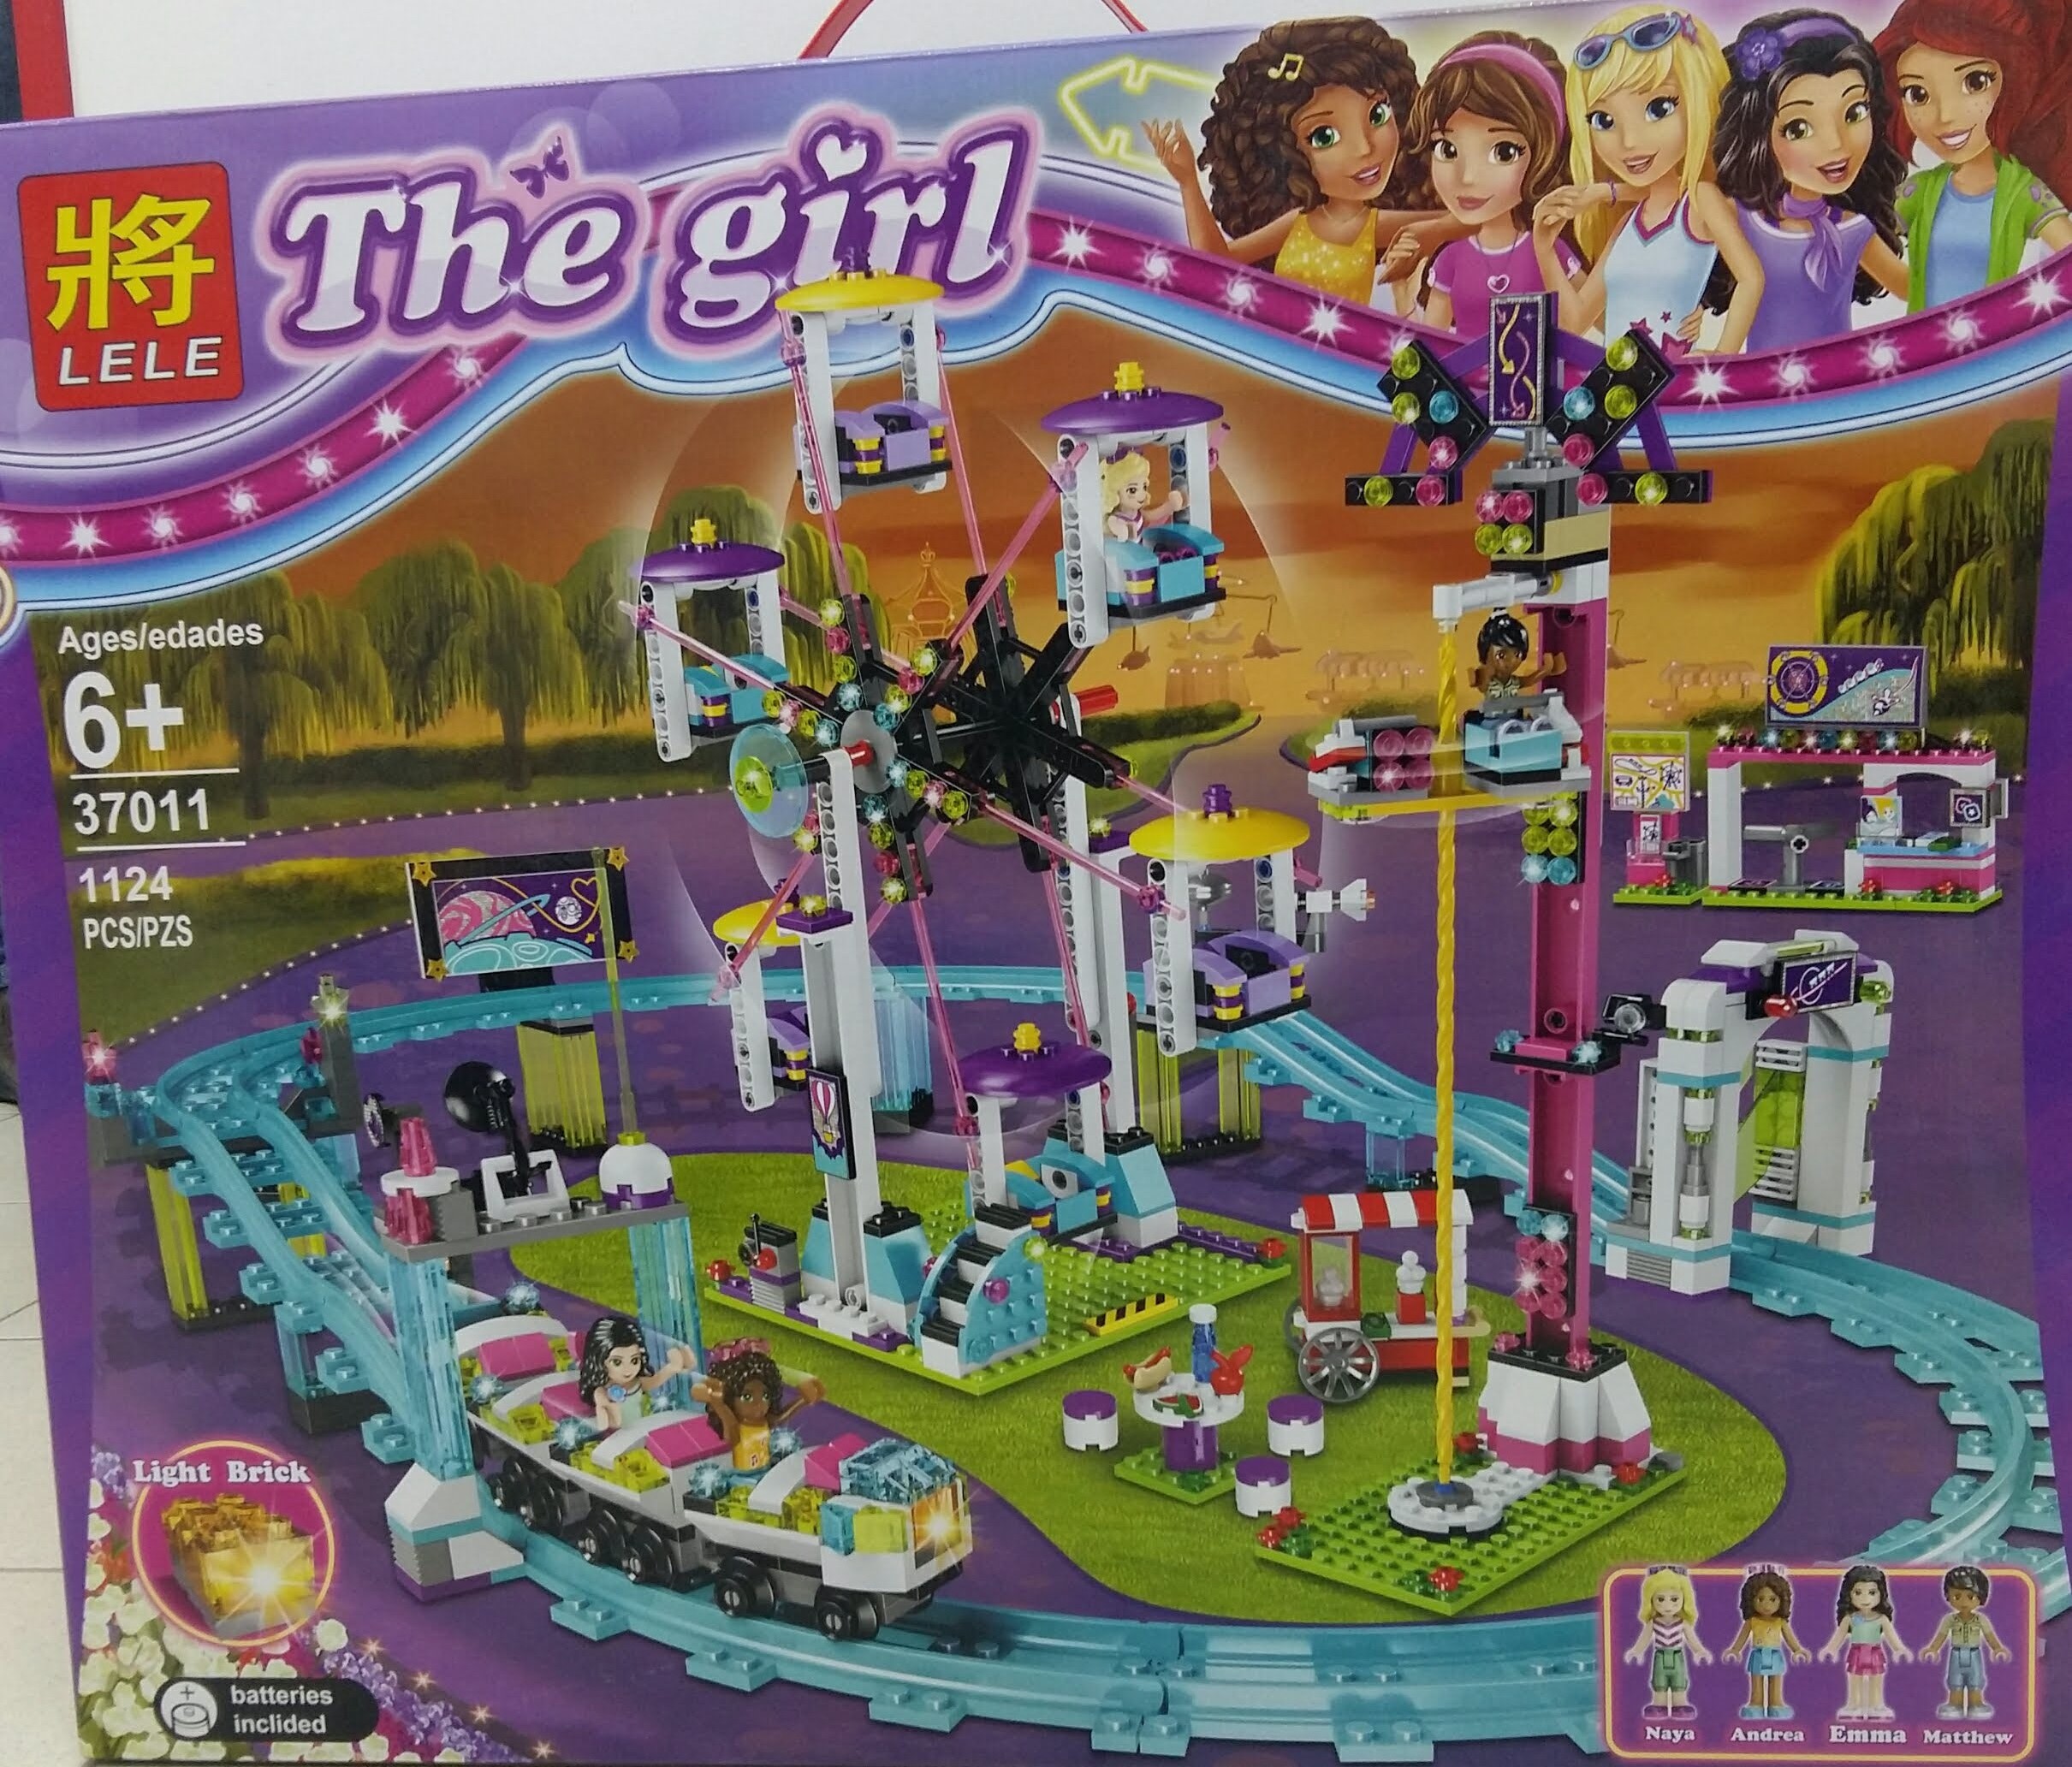 將
LELE
The girl
Ages/edades
6+
37011
1124
PCS/PZS
Light Brick
batteries
inclided
Naya Andrea Emma Matthew